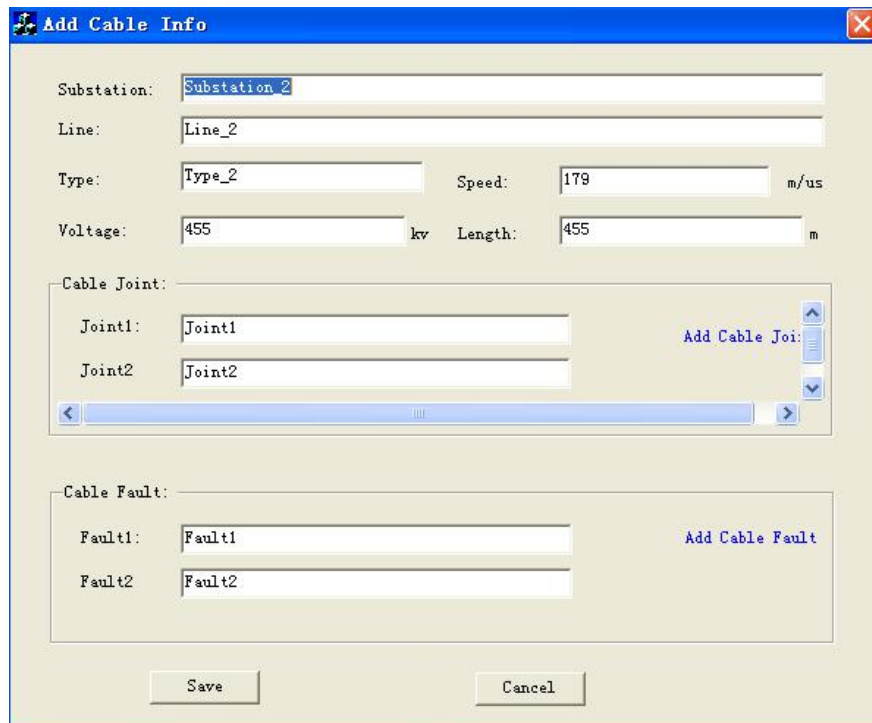 Add Cable Info
Substation: Substation_2
Line: Line_2
Type: Type_2 Speed: 179 m/us
Voltage: 455 kv Length: 455 m
Cable Joint:
Joint1: Joint1 Add Cable Joi
Joint2 Joint2
Cable Fault:
Fault1: Fault1 Add Cable Fault
Fault2 Fault2
Save Cancel